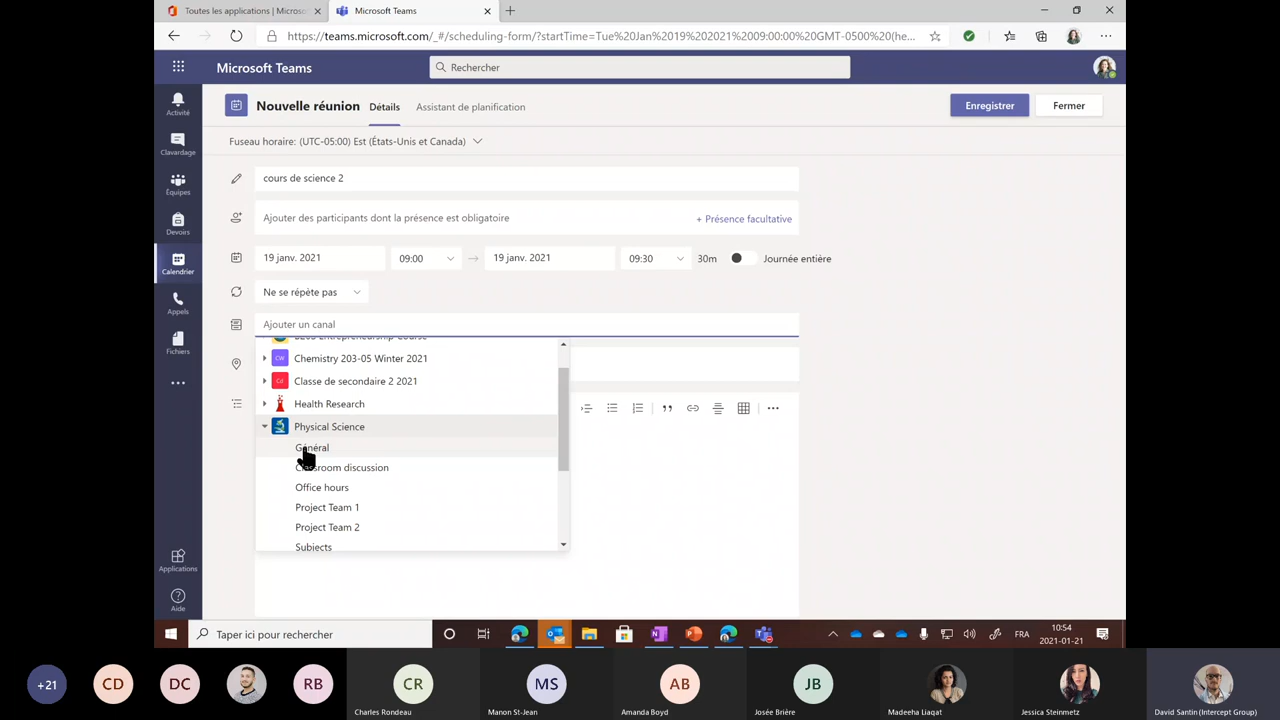 Toutes les applications | Micros
Microsoft Teams
https://teams.microsoft.com/_#/scheduling-form/?startTime=Tue%20Jan%2019%202021%2009:00:00%20GMT-0500%20(he...
Microsoft Teams
Rechercher
Activité
Clavardage
Équipes
Devoirs
Calendrier
Appels
Fichiers
Applications
Aide
Nouvelle réunion
Détails
Assistant de planification
Enregistrer
Fermer
Fuseau horaire: (UTC-05:00) Est (États-Unis et Canada)
cours de science 2
Ajouter des participants dont la présence est obligatoire
+ Présence facultative
19 janv. 2021
09:00
19 janv. 2021
09:30
30m
Journée entière
Ne se répète pas
Ajouter un canal
CW
Chemistry 203-05 Winter 2021
Cd
Classe de secondaire 2 2021
Health Research
Physical Science
Général
Classroom discussion
Office hours
Project Team 1
Project Team 2
Subjects
Taper ici pour rechercher
FRA
10:54
2021-01-21
+21
CD
DC
RB
CR
Charles Rondeau
MS
Manon St-Jean
AB
Amanda Boyd
JB
Josée Brière
Madeeha Liaqat
Jessica Steinmetz
David Santin (Intercept Group)